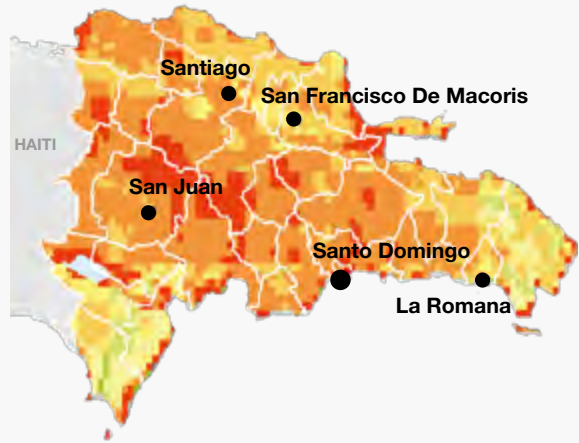 Santiago
San Francisco De Macoris
HAITI
San Juan
Santo Domingo
La Romana